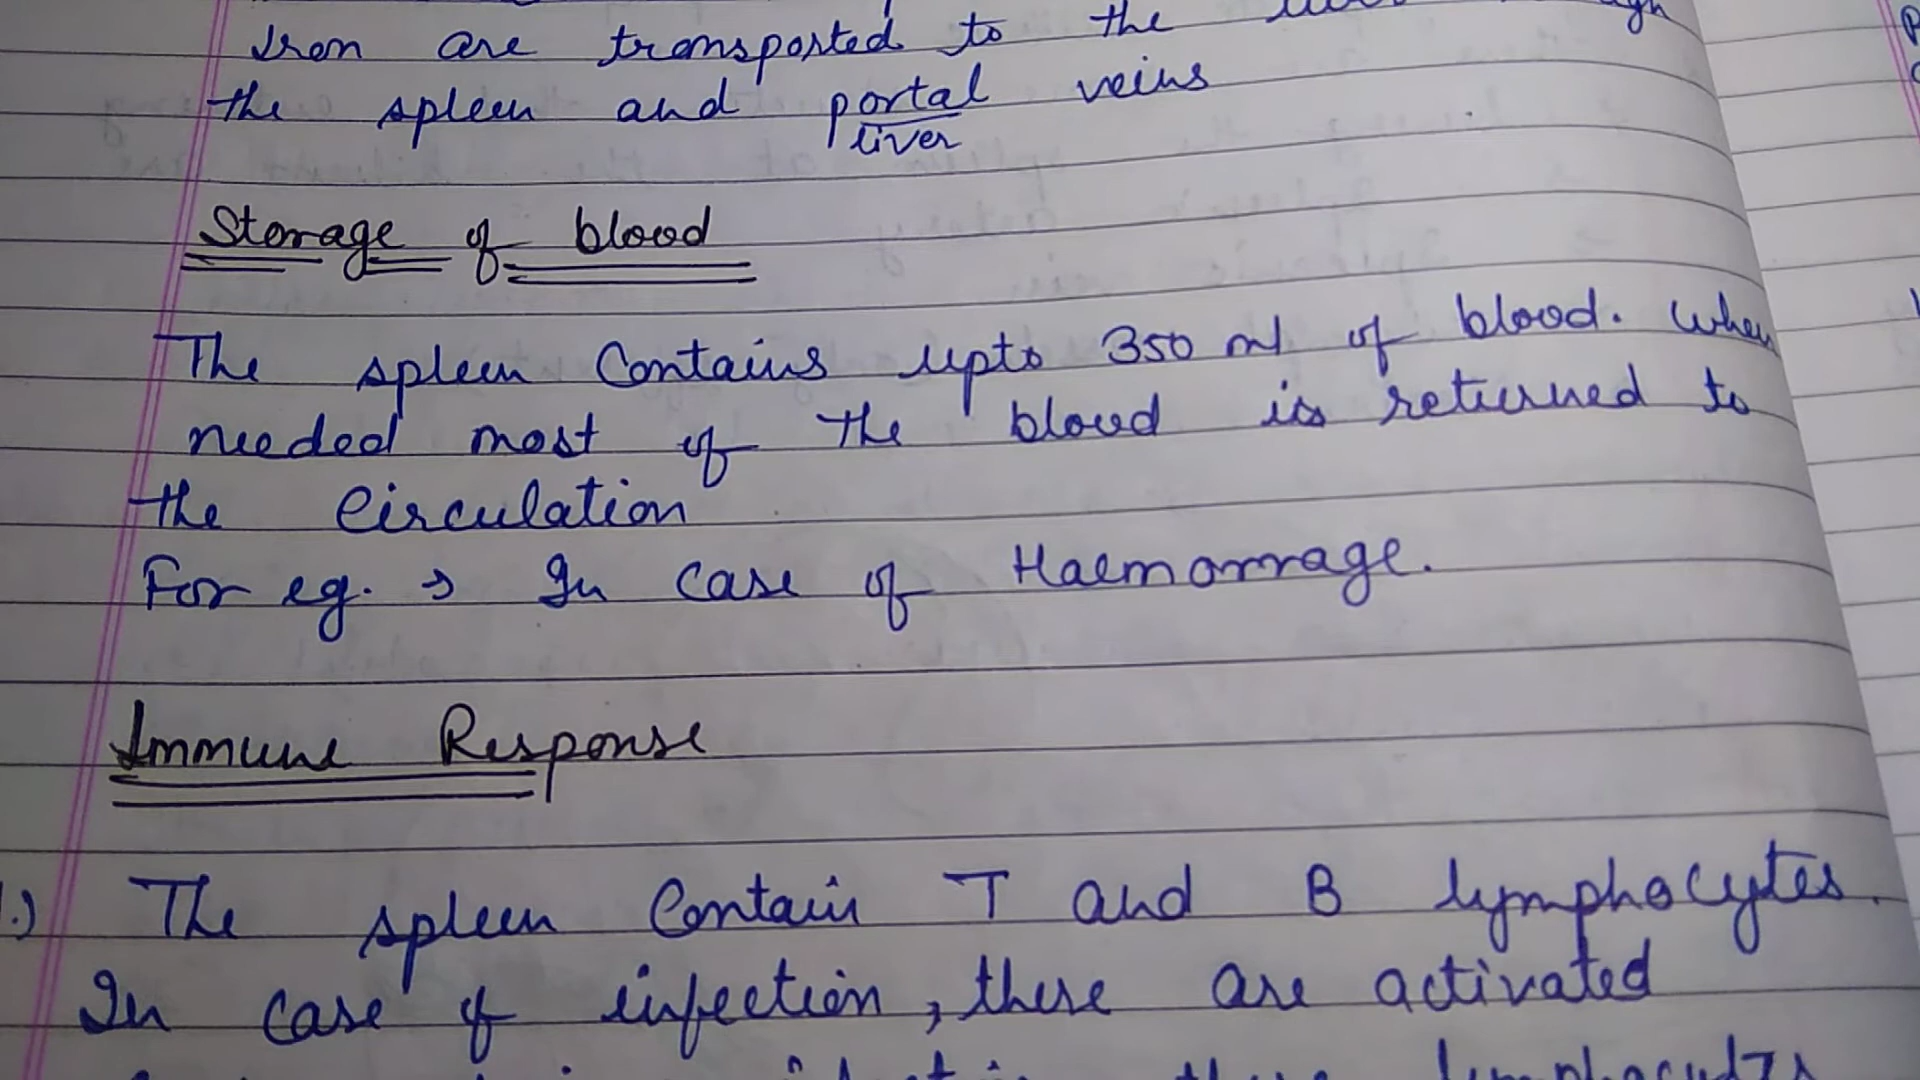 Iron are transported to the
the spleen and portal veins
liver
Storage of blood
The spleen Contains upto 350 ml of blood. When
needed most of the blood is returned to
the Circulation
For eg. → In case of Haemorrage.
Immune Response
1.) The spleen Contain T and B lymphocytes.
In case of infection, these are activated
lymphocytes